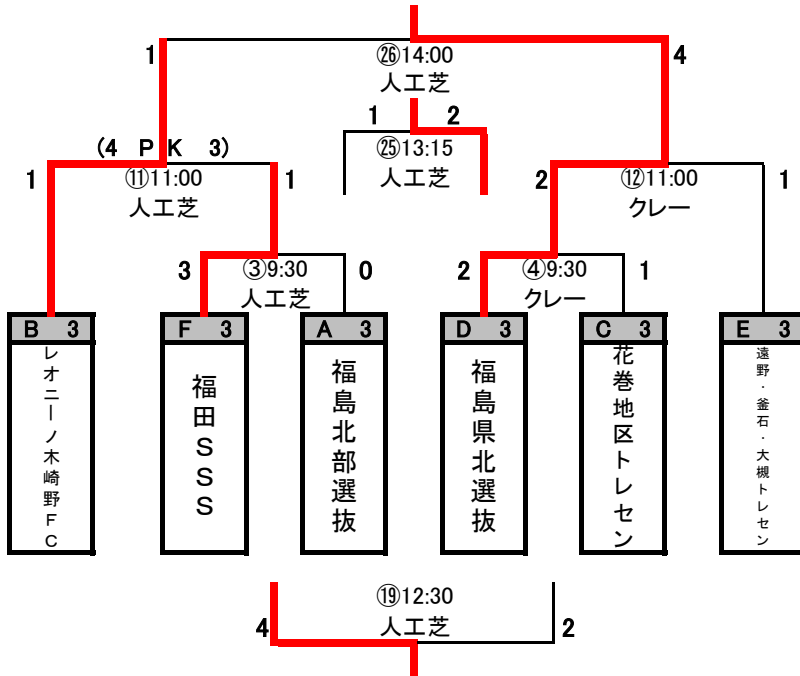 1
㉖14:00
人工芝
4
1
2
㉕13:15
人工芝
(4 PK 3)
1
⑪11:00
人工芝
1
2
⑫11:00
クレー
1
3
③9:30
人工芝
0
2
④9:30
クレー
1
B 3
F 3
A 3
D 3
C 3
E 3
レオニーノ木崎野FC
福田SSS
福島北部選抜
福島県北選抜
花巻地区トレセン
遠野・釜石・大槻トレセン
⑲12:30
人工芝
4
2